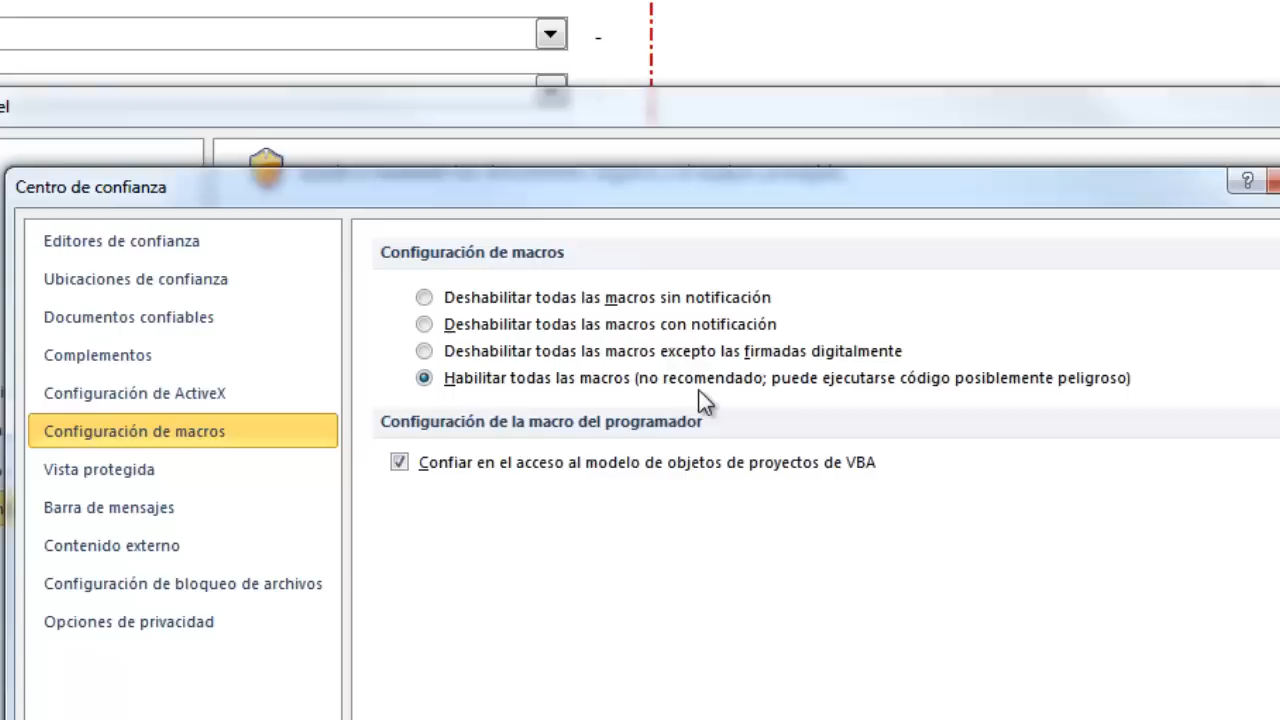 -
el
Centro de confianza
?
Editores de confianza
Ubicaciones de confianza
Documentos confiables
Complementos
Configuración de ActiveX
Configuración de macros
Vista protegida
Barra de mensajes
Contenido externo
Configuración de bloqueo de archivos
Opciones de privacidad
Configuración de macros
Deshabilitar todas las macros sin notificación
Deshabilitar todas las macros con notificación
Deshabilitar todas las macros excepto las firmadas digitalmente
Habilitar todas las macros (no recomendado; puede ejecutarse código posiblemente peligroso)
Configuración de la macro del programador
Confiar en el acceso al modelo de objetos de proyectos de VBA